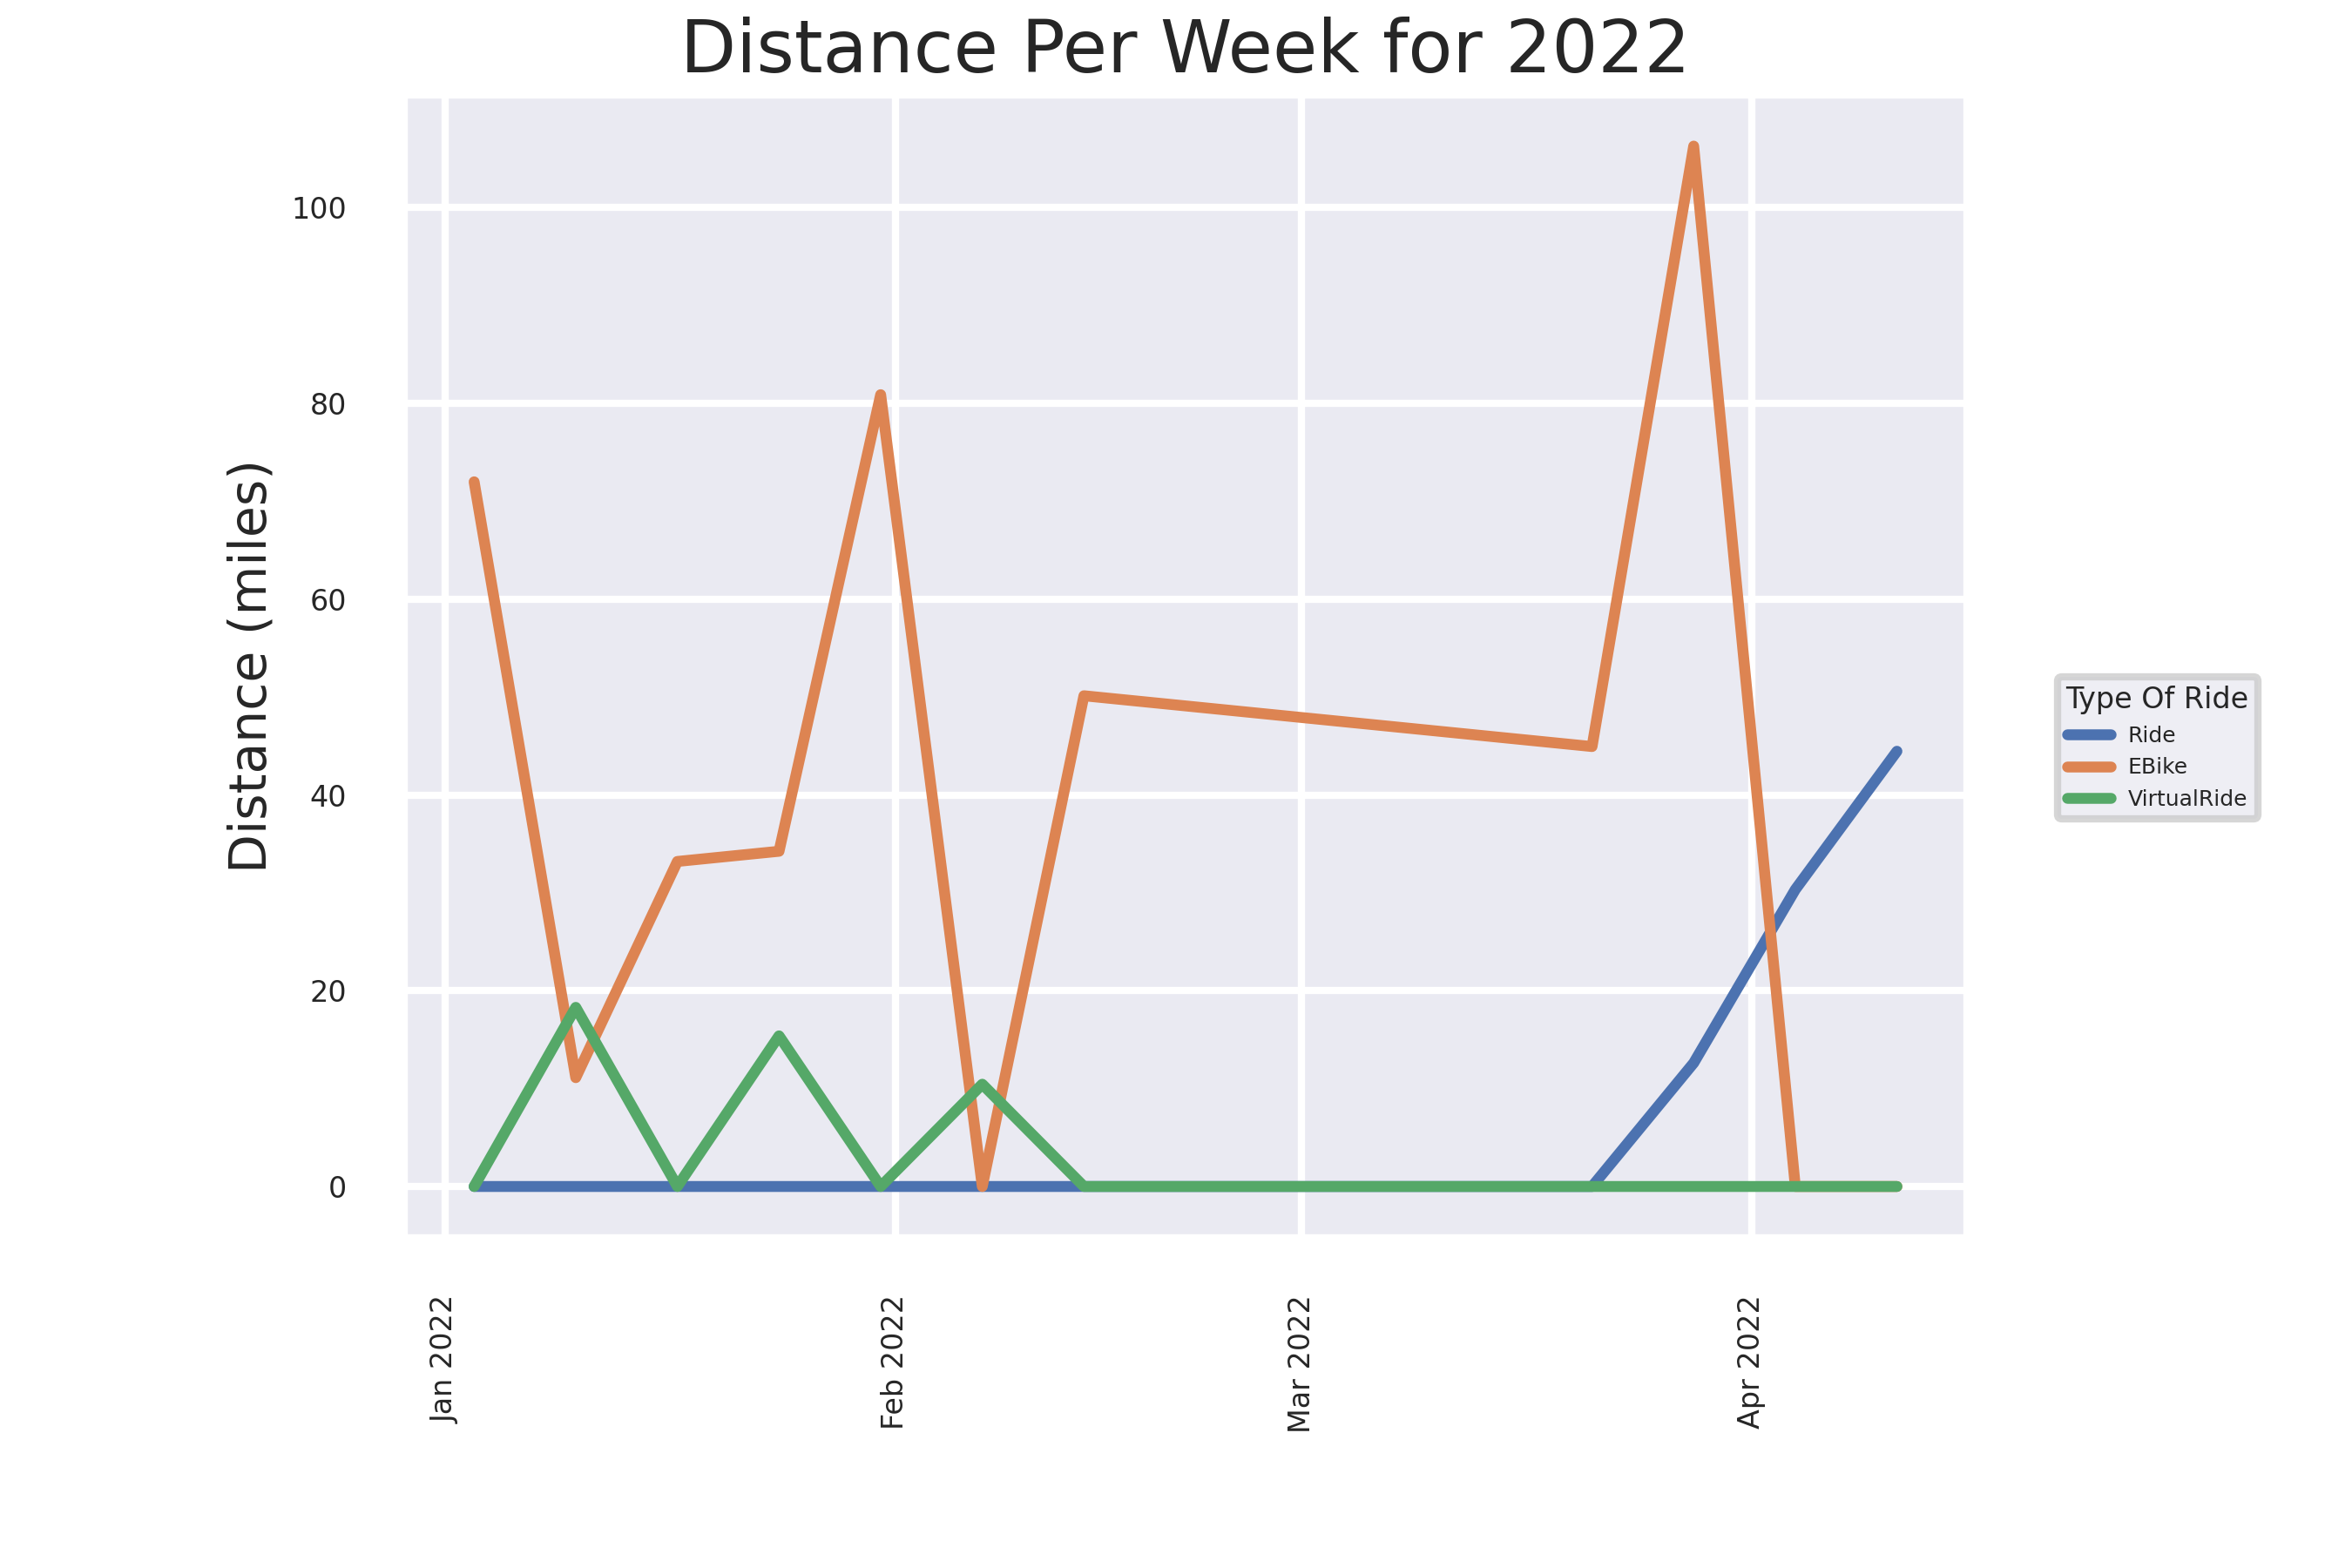 Distance Per Week for 2022
Distance (miles)
100
80
60
40
20
0
Jan 2022
Feb 2022
Mar 2022
Apr 2022
Type Of Ride
Ride
EBike
VirtualRide